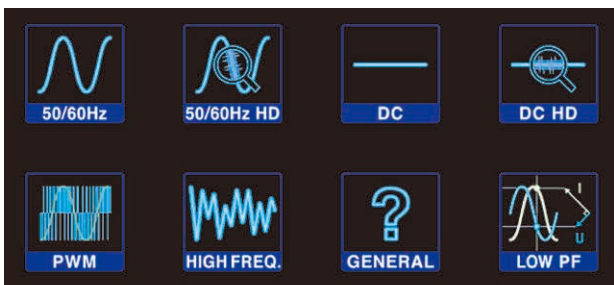 50/60Hz
50/60Hz HD
DC
DC HD
PWM
HIGH FREQ.
GENERAL
I
U
LOW PF